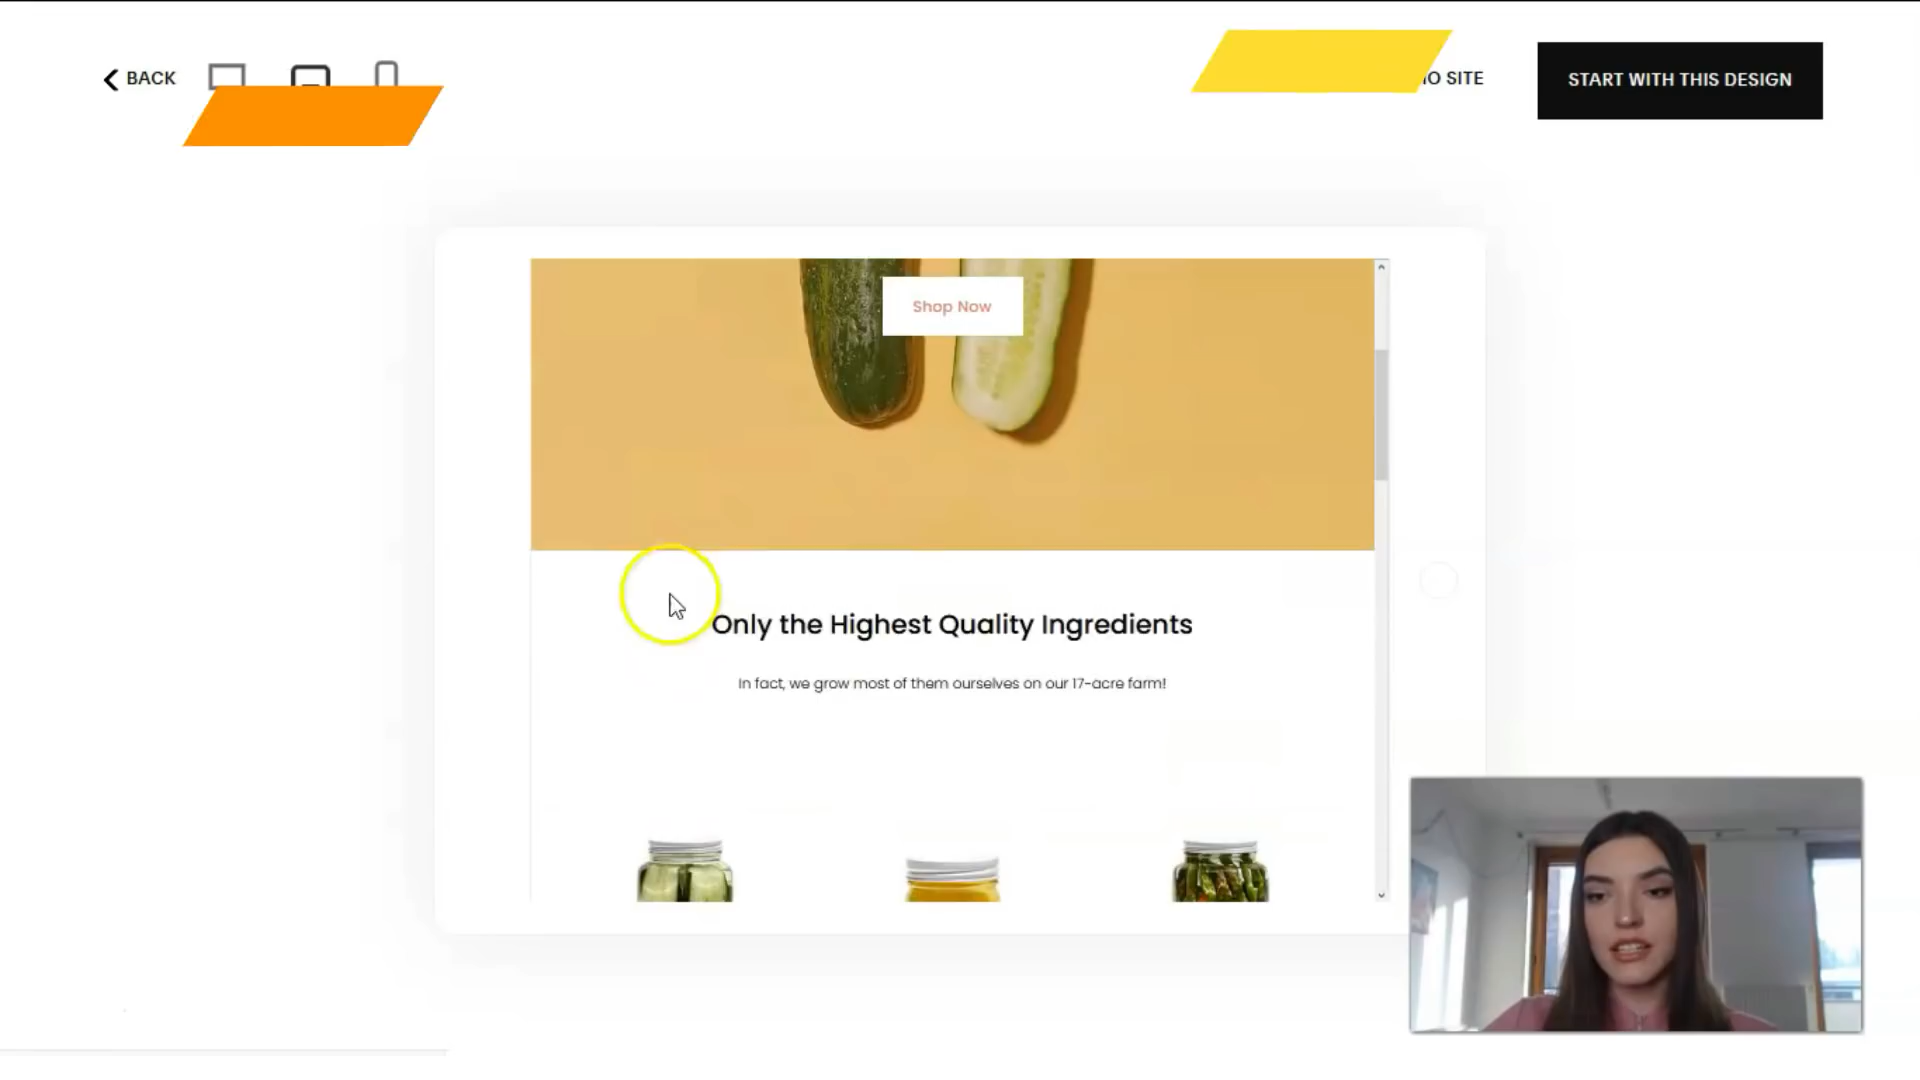 BACK
IO SITE
START WITH THIS DESIGN
Shop Now
Only the Highest Quality Ingredients
In fact, we grow most of them ourselves on our 17-acre farm!